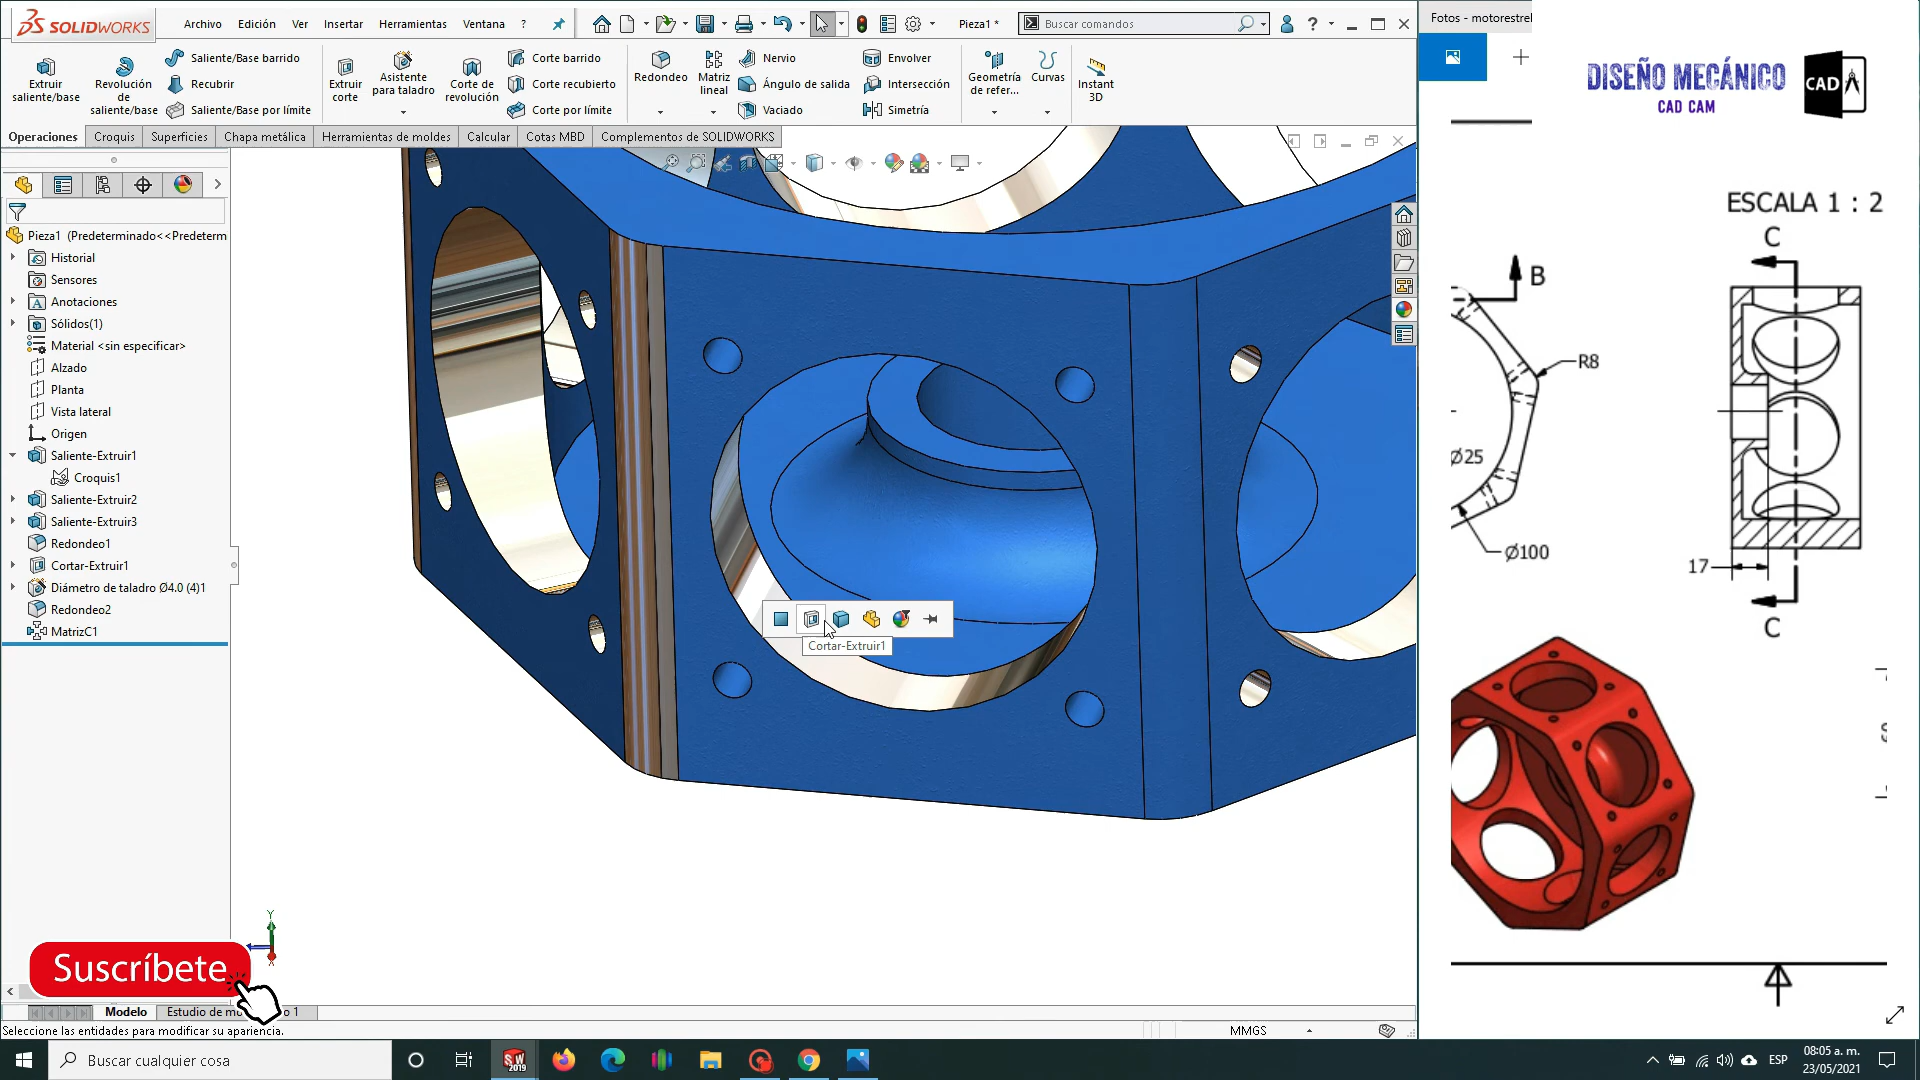 SOLIDWORKS
Archivo Edición Ver Insertar Herramientas Ventana ?
Pieza1 *
Buscar comandos
?
Fotos - motorestrel
Extruir saliente/base
Revolución de saliente/base
Saliente/Base barrido
Recubrir
Saliente/Base por límite
Extruir corte
Asistente para taladro
Corte de revolución
Corte barrido
Corte recubierto
Corte por límite
Redondeo
Matriz lineal
Nervio
Ángulo de salida
Vaciado
Envolver
Intersección
Simetría
Geometría de refer...
Curvas
Instant 3D
Operaciones Croquis Superficies Chapa metálica Herramientas de moldes Calcular Cotas MBD Complementos de SOLIDWORKS
Pieza1 (Predeterminado<<Predeterm
Historial
Sensores
Anotaciones
Sólidos(1)
Material <sin especificar>
Alzado
Planta
Vista lateral
Origen
Saliente-Extruir1
Croquis1
Saliente-Extruir2
Saliente-Extruir3
Redondeo1
Cortar-Extruir1
Diámetro de taladro Ø4.0 (4)1
Redondeo2
MatrizC1
Cortar-Extruir1
Y
X
Suscríbete
Modelo
Seleccione las entidades para modificar su apariencia.
MMGS
DISEÑO MECÁNICO
CAD CAM
CAD
ESCALA 1 : 2
C
B
R8
Ø25
Ø100
17
C
Buscar cualquier cosa
SW
2019
ESP
08:05 a. m.
23/05/2021